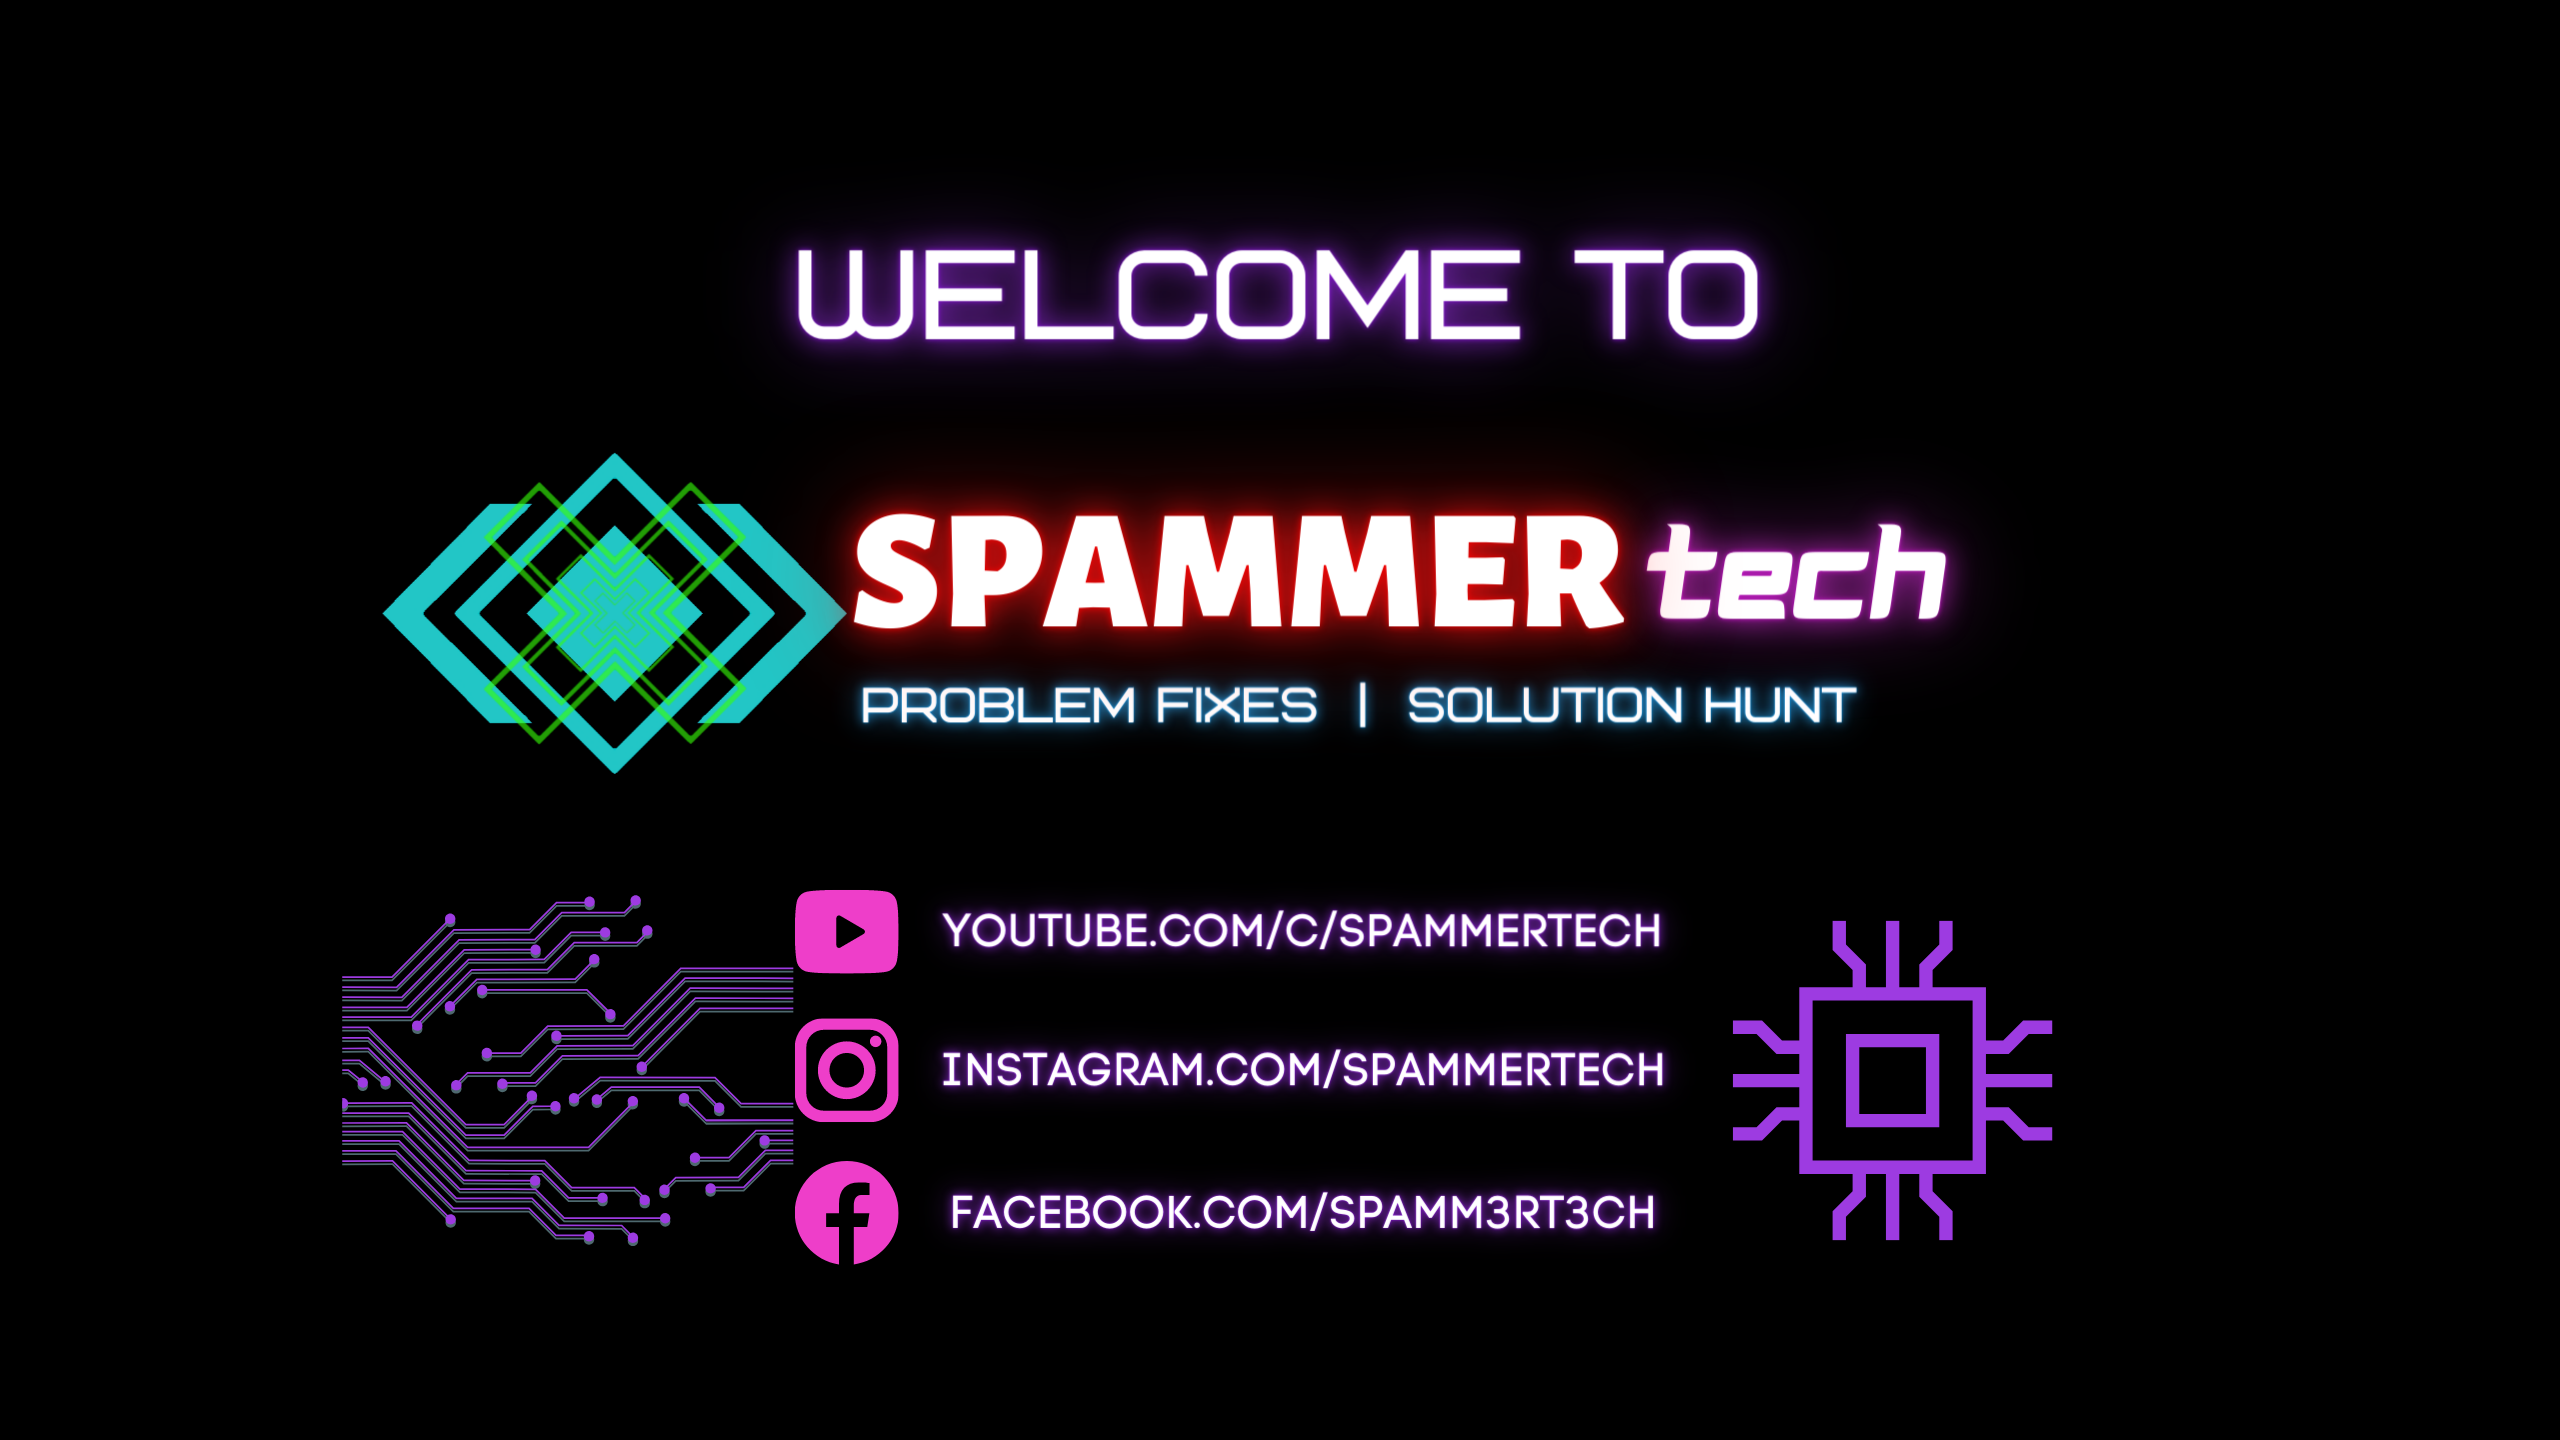 WELCOME TO
SPAMMER tech
PROBLEM FIXES | SOLUTION HUNT
YOUTUBE.COM/C/SPAMMERTECH
INSTAGRAM.COM/SPAMMERTECH
FACEBOOK.COM/SPAMM3RT3CH